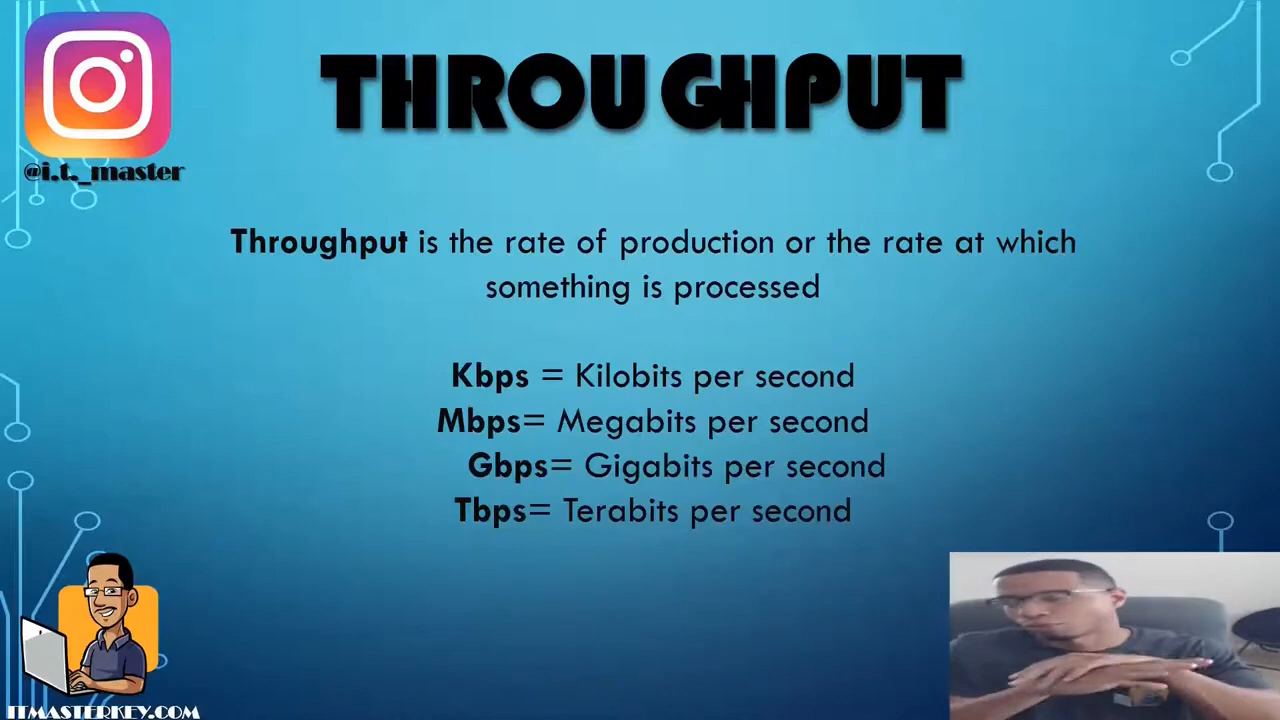 THROUGHPUT
@i.t._master
Throughput is the rate of production or the rate at which
something is processed
Kbps = Kilobits per second
Mbps= Megabits per second
Gbps= Gigabits per second
Tbps= Terabits per second
ITMASTERKEY.COM